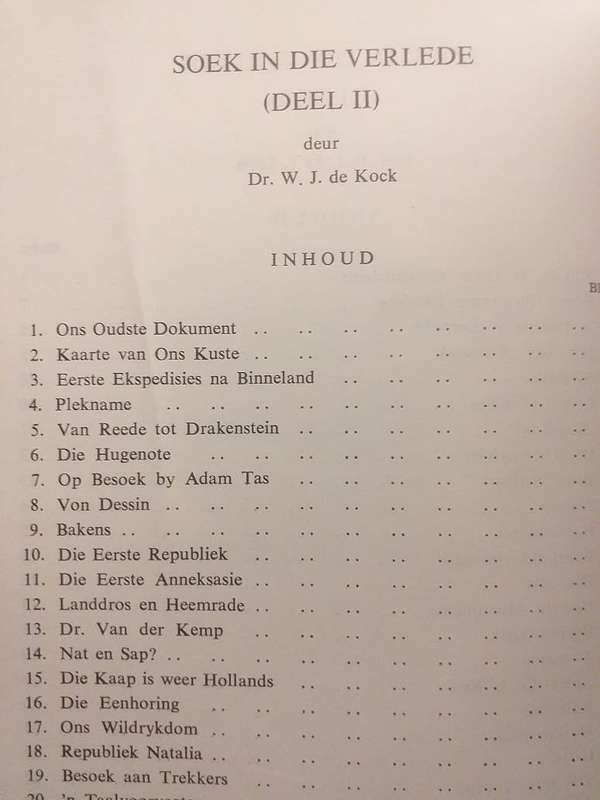 SOEK IN DIE VERLEDE
(DEEL II)
deur
Dr. W. J. de Kock
INHOUD
1. Ons Oudste Dokument .. .. .. .. .. .. .. ..
2. Kaarte van Ons Kuste .. .. .. .. .. .. .. ..
3. Eerste Ekspedisies na Binneland .. .. .. .. .. ..
4. Plekname .. .. .. .. .. .. .. .. .. ..
5. Van Reede tot Drakenstein .. .. .. .. .. .. ..
6. Die Hugenote .. .. .. .. .. .. .. .. ..
7. Op Besoek by Adam Tas .. .. .. .. .. .. ..
8. Von Dessin .. .. .. .. .. .. .. .. .. ..
9. Bakens .. .. .. .. .. .. .. .. .. .. ..
10. Die Eerste Republiek .. .. .. .. .. .. .. ..
11. Die Eerste Anneksasie .. .. .. .. .. .. .. ..
12. Landdros en Heemrade .. .. .. .. .. .. .. ..
13. Dr. Van der Kemp .. .. .. .. .. .. .. ..
14. Nat en Sap? .. .. .. .. .. .. .. .. .. ..
15. Die Kaap is weer Hollands .. .. .. .. .. .. ..
16. Die Eenhoring .. .. .. .. .. .. .. .. ..
17. Ons Wildrykdom .. .. .. .. .. .. .. .. ..
18. Republiek Natalia .. .. .. .. .. .. .. .. ..
19. Besoek aan Trekkers .. .. .. .. .. .. .. ..